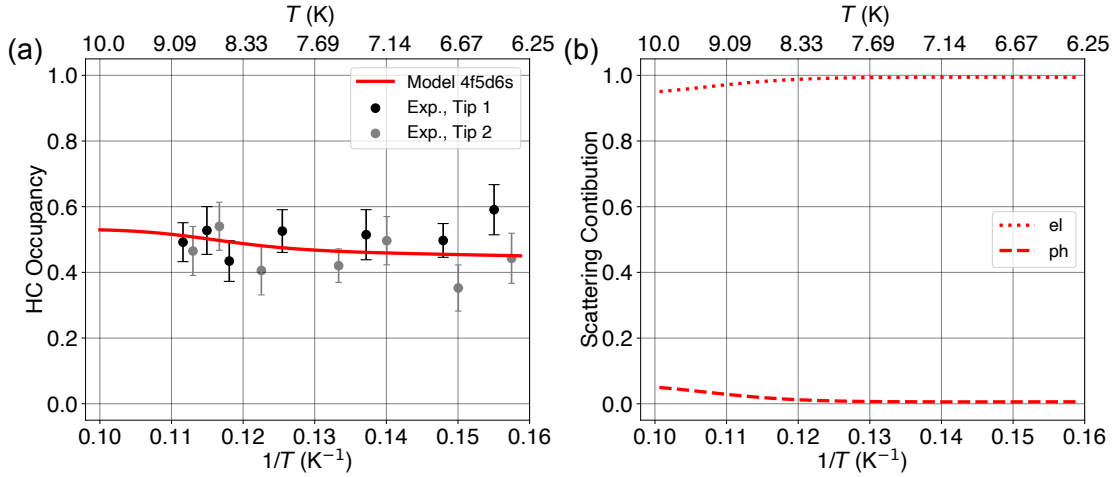 T (K)
(a)
10.0 9.09 8.33 7.69 7.14 6.67 6.25
1.0
0.8
0.6
0.4
0.2
0.0
HC Occupancy
Model 4f5d6s
Exp., Tip 1
Exp., Tip 2
0.10 0.11 0.12 0.13 0.14 0.15 0.16
1/T (K⁻¹)
T (K)
(b)
10.0 9.09 8.33 7.69 7.14 6.67 6.25
1.0
0.8
0.6
0.4
0.2
0.0
Scattering Contibution
el
ph
0.10 0.11 0.12 0.13 0.14 0.15 0.16
1/T (K⁻¹)